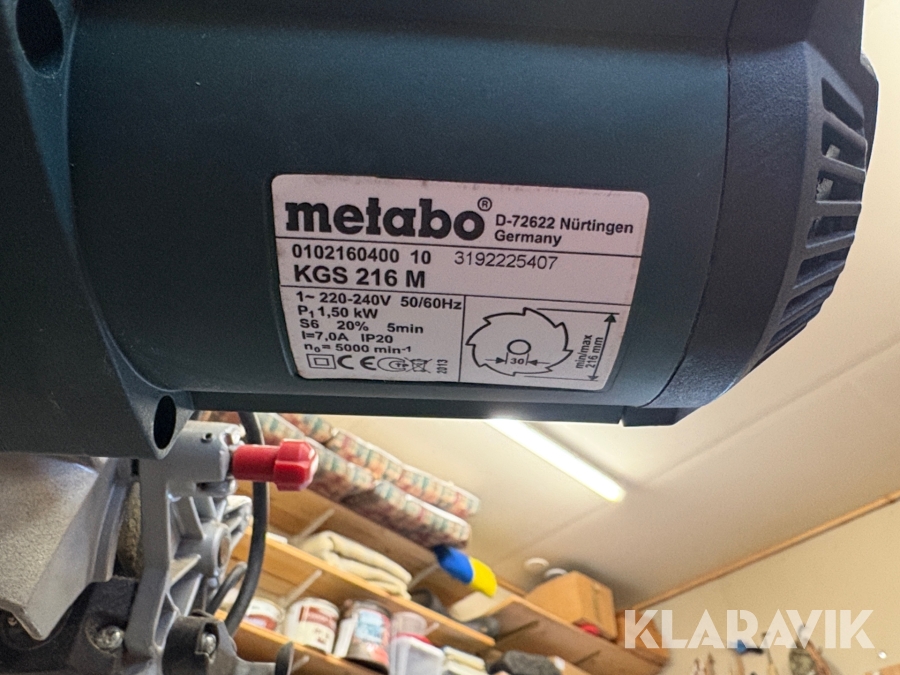 metabo® D-72622 Nürtingen
Germany
0102160400 10 3192225407
KGS 216 M
1~ 220-240V 50/60Hz
P1 1,50 kW
S6 20% 5min
I=7,0A IP20
n0= 5000 min-1
CE
2013
30
min/max
216 mm
KLARAVIK